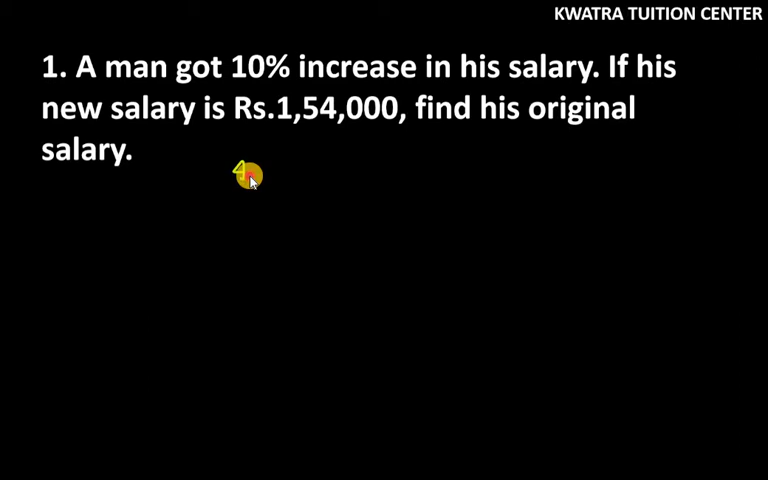 KWATRA TUITION CENTER
1. A man got 10% increase in his salary. If his
new salary is Rs.1,54,000, find his original
salary.